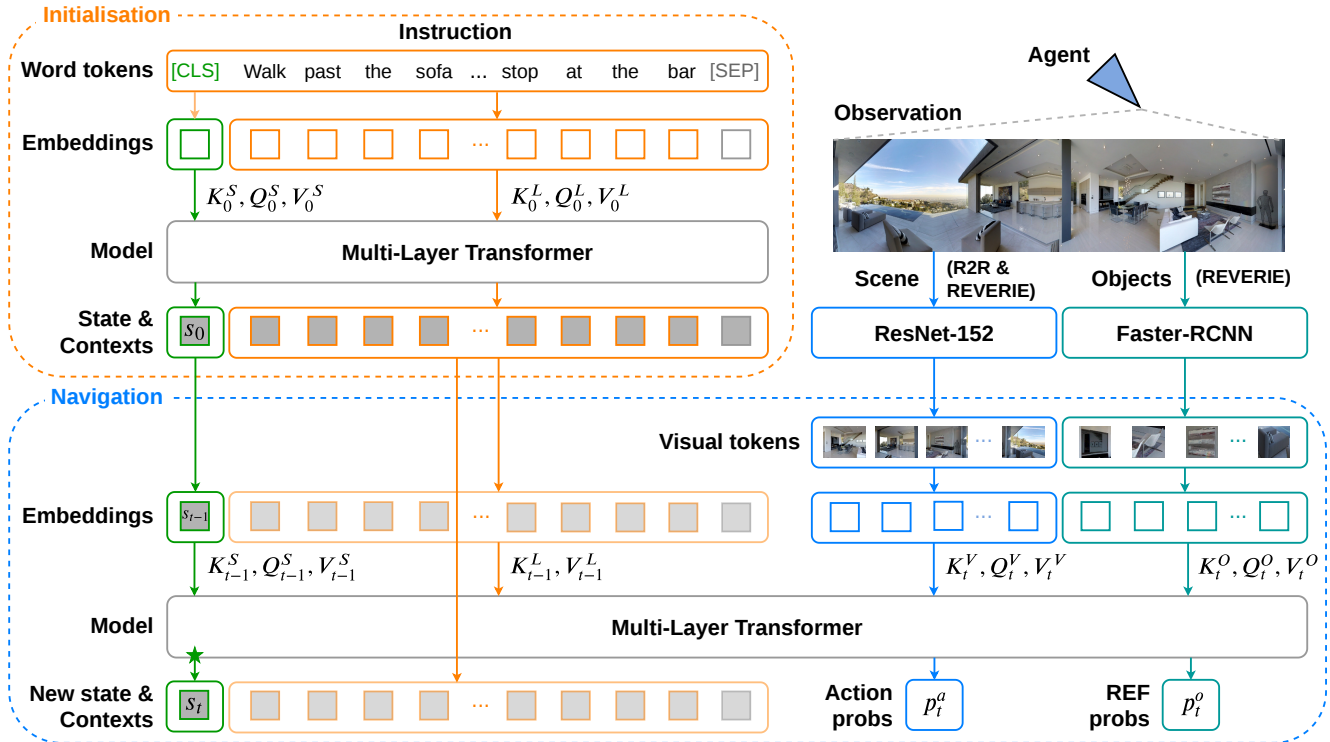 Initialisation
Instruction
Word tokens
[CLS] Walk past the sofa ... stop at the bar [SEP]
Agent
Observation
Embeddings
K_0^S, Q_0^S, V_0^S
K_0^L, Q_0^L, V_0^L
Model
Multi-Layer Transformer
Scene
(R2R &
REVERIE)
Objects
(REVERIE)
State &
Contexts
s_0
...
ResNet-152
Faster-RCNN
Navigation
Visual tokens
...
...
Embeddings
s_{t−1}
...
...
...
K_{t−1}^S, Q_{t−1}^S, V_{t−1}^S
K_{t−1}^L, V_{t−1}^L
K_t^V, Q_t^V, V_t^V
K_t^O, Q_t^O, V_t^O
Model
Multi-Layer Transformer
New state &
Contexts
s_t
...
Action
probs
p_t^a
REF
probs
p_t^o